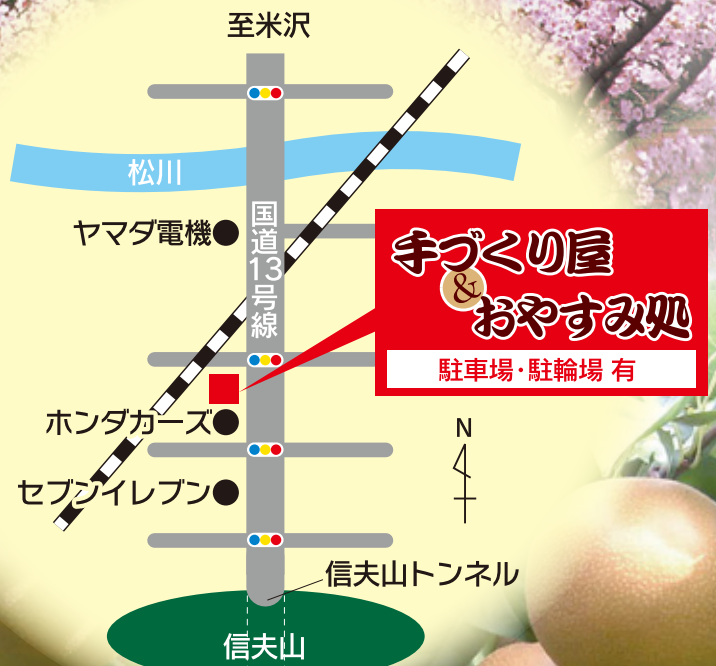 至米沢
松川
ヤマダ電機
国道13号線
手づくり屋
&
おやすみ処
駐車場・駐輪場 有
ホンダカーズ
N
セブンイレブン
信夫山トンネル
信夫山